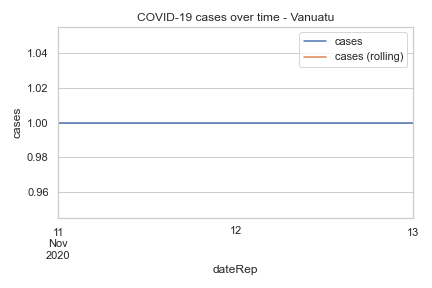 COVID-19 cases over time - Vanuatu
cases
cases (rolling)
1.04
1.02
1.00
0.98
0.96
cases
11
12
13
Nov
2020
dateRep